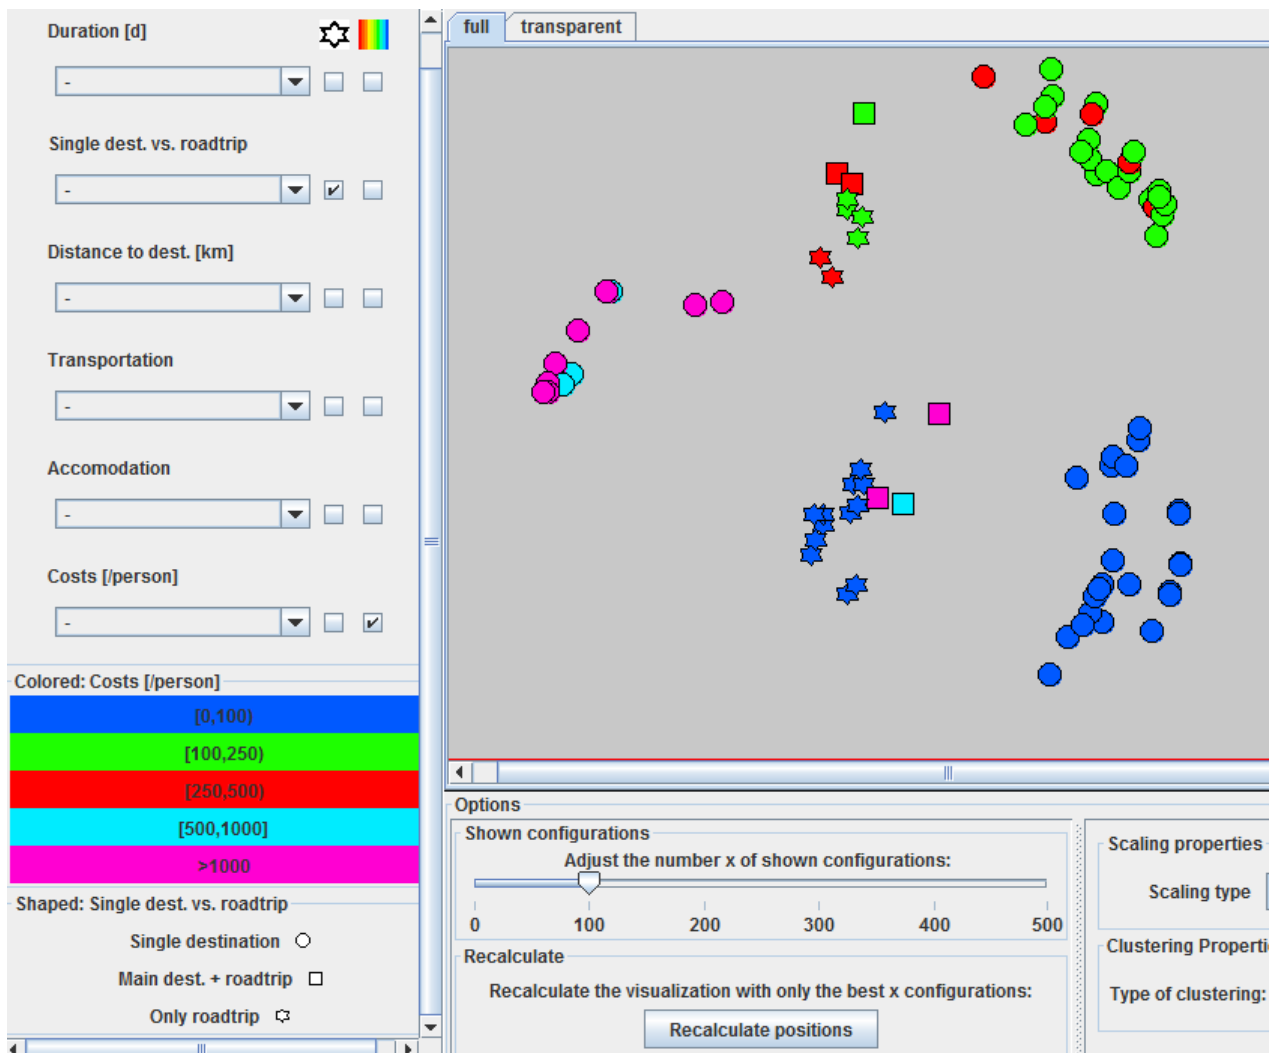 Duration [d]
-
Single dest. vs. roadtrip
-
Distance to dest. [km]
-
Transportation
-
Accomodation
-
Costs [/person]
-
Colored: Costs [/person]
[0,100)
[100,250)
[250,500)
[500,1000]
>1000
Shaped: Single dest. vs. roadtrip
Single destination
Main dest. + roadtrip
Only roadtrip
full transparent
Options
Shown configurations
Adjust the number x of shown configurations:
0 100 200 300 400 500
Recalculate
Recalculate the visualization with only the best x configurations:
Recalculate positions
Scaling properties
Scaling type
Clustering Properti
Type of clustering: